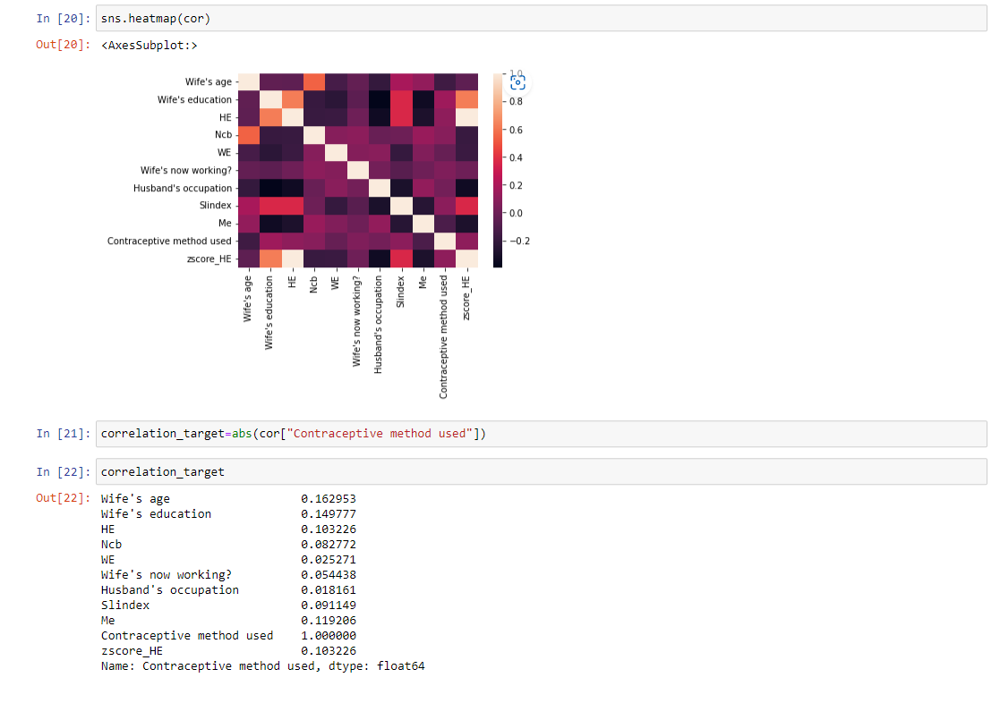 In [20]: sns.heatmap(cor)
Out[20]: <AxesSubplot:>
1.0
Wife's age
Wife's education
0.8
HE
0.6
Ncb
WE
0.4
Wife's now working?
0.2
Husband's occupation
Slindex
0.0
Me
Contraceptive method used
−0.2
zscore_HE
Wife's age
Wife's education
HE
Ncb
WE
Wife's now working?
Husband's occupation
Slindex
Me
Contraceptive method used
zscore_HE
In [21]: correlation_target=abs(cor["Contraceptive method used"])
In [22]: correlation_target
Out[22]: Wife's age 0.162953
Wife's education 0.149777
HE 0.103226
Ncb 0.082772
WE 0.025271
Wife's now working? 0.054438
Husband's occupation 0.018161
Slindex 0.091149
Me 0.119206
Contraceptive method used 1.000000
zscore_HE 0.103226
Name: Contraceptive method used, dtype: float64